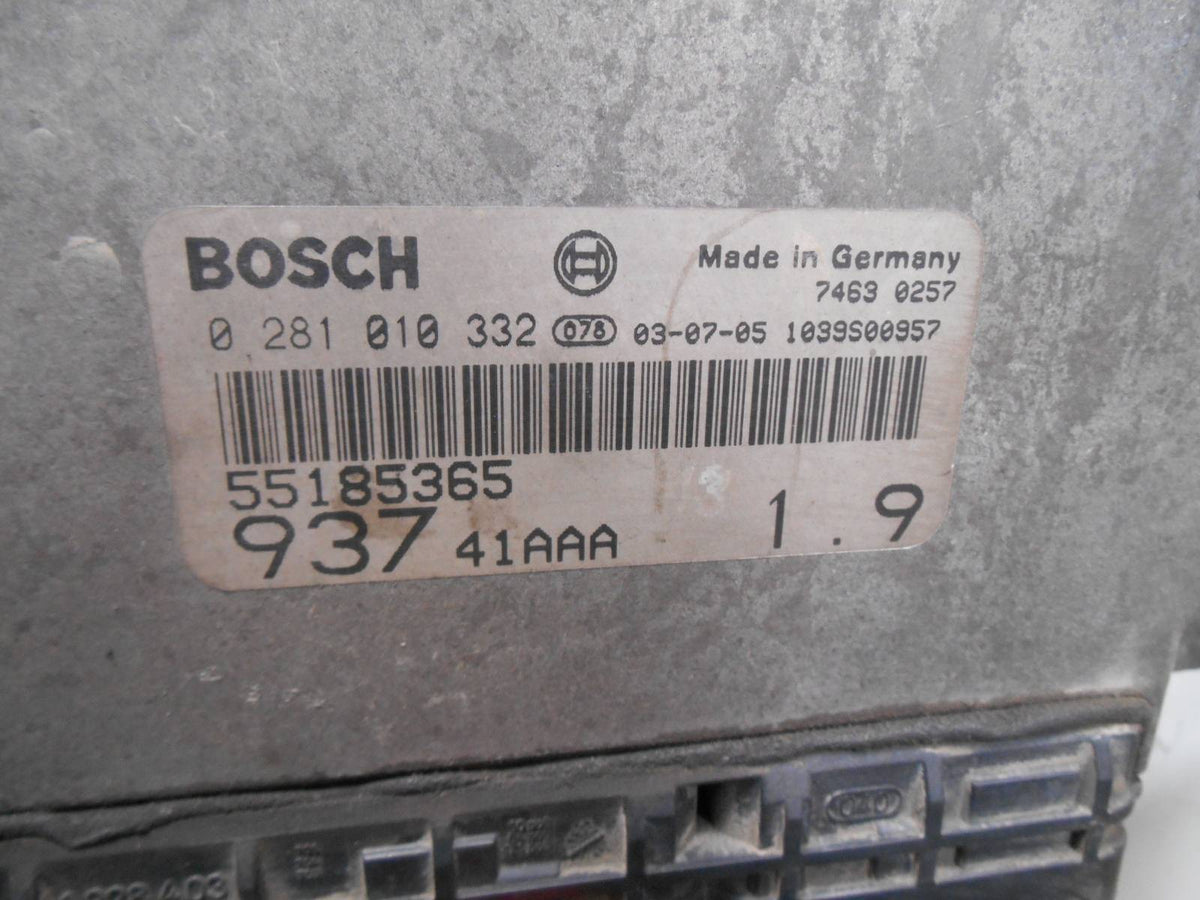 BOSCH
Made in Germany
7463 0257
0 281 010 332 078 03-07-05 1039S00957
55185365
937 41AAA 1.9